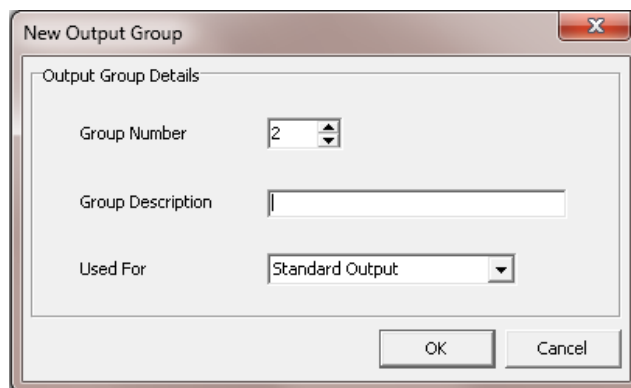 New Output Group
Output Group Details
Group Number 2
Group Description
Used For Standard Output
OK Cancel